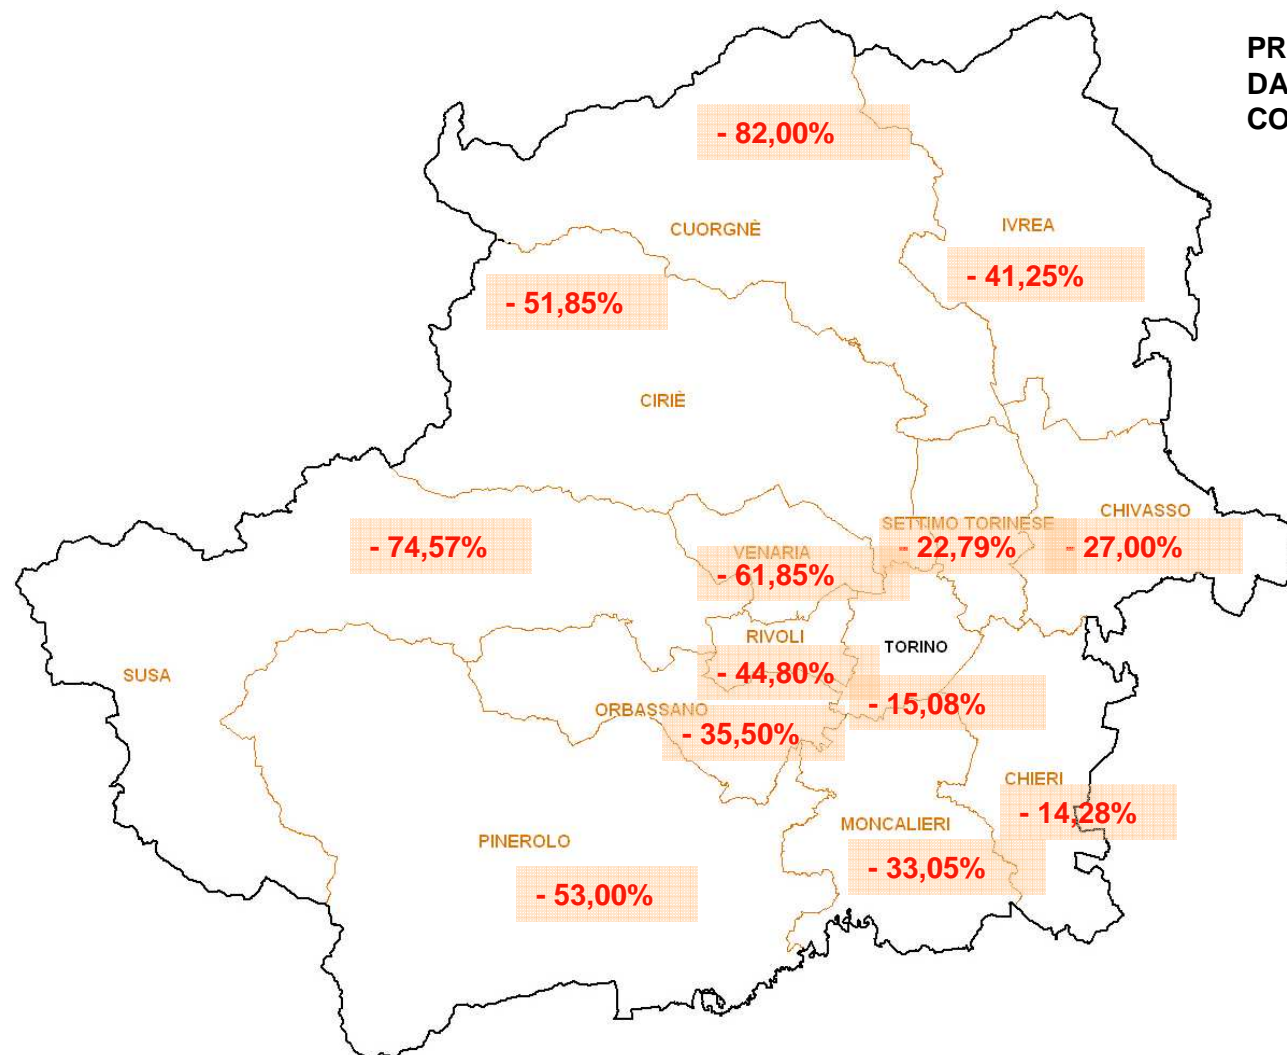 PR
DA
CO
- 82,00%
CUORGNÈ
IVREA
- 41,25%
- 51,85%
CIRIÈ
CHIVASSO
SETTIMO TORINESE
- 74,57%
VENARIA
- 22,79%
- 27,00%
- 61,85%
RIVOLI
TORINO
SUSA
- 44,80%
- 15,08%
ORBASSANO
- 35,50%
CHIERI
- 14,28%
MONCALIERI
PINEROLO
- 33,05%
- 53,00%